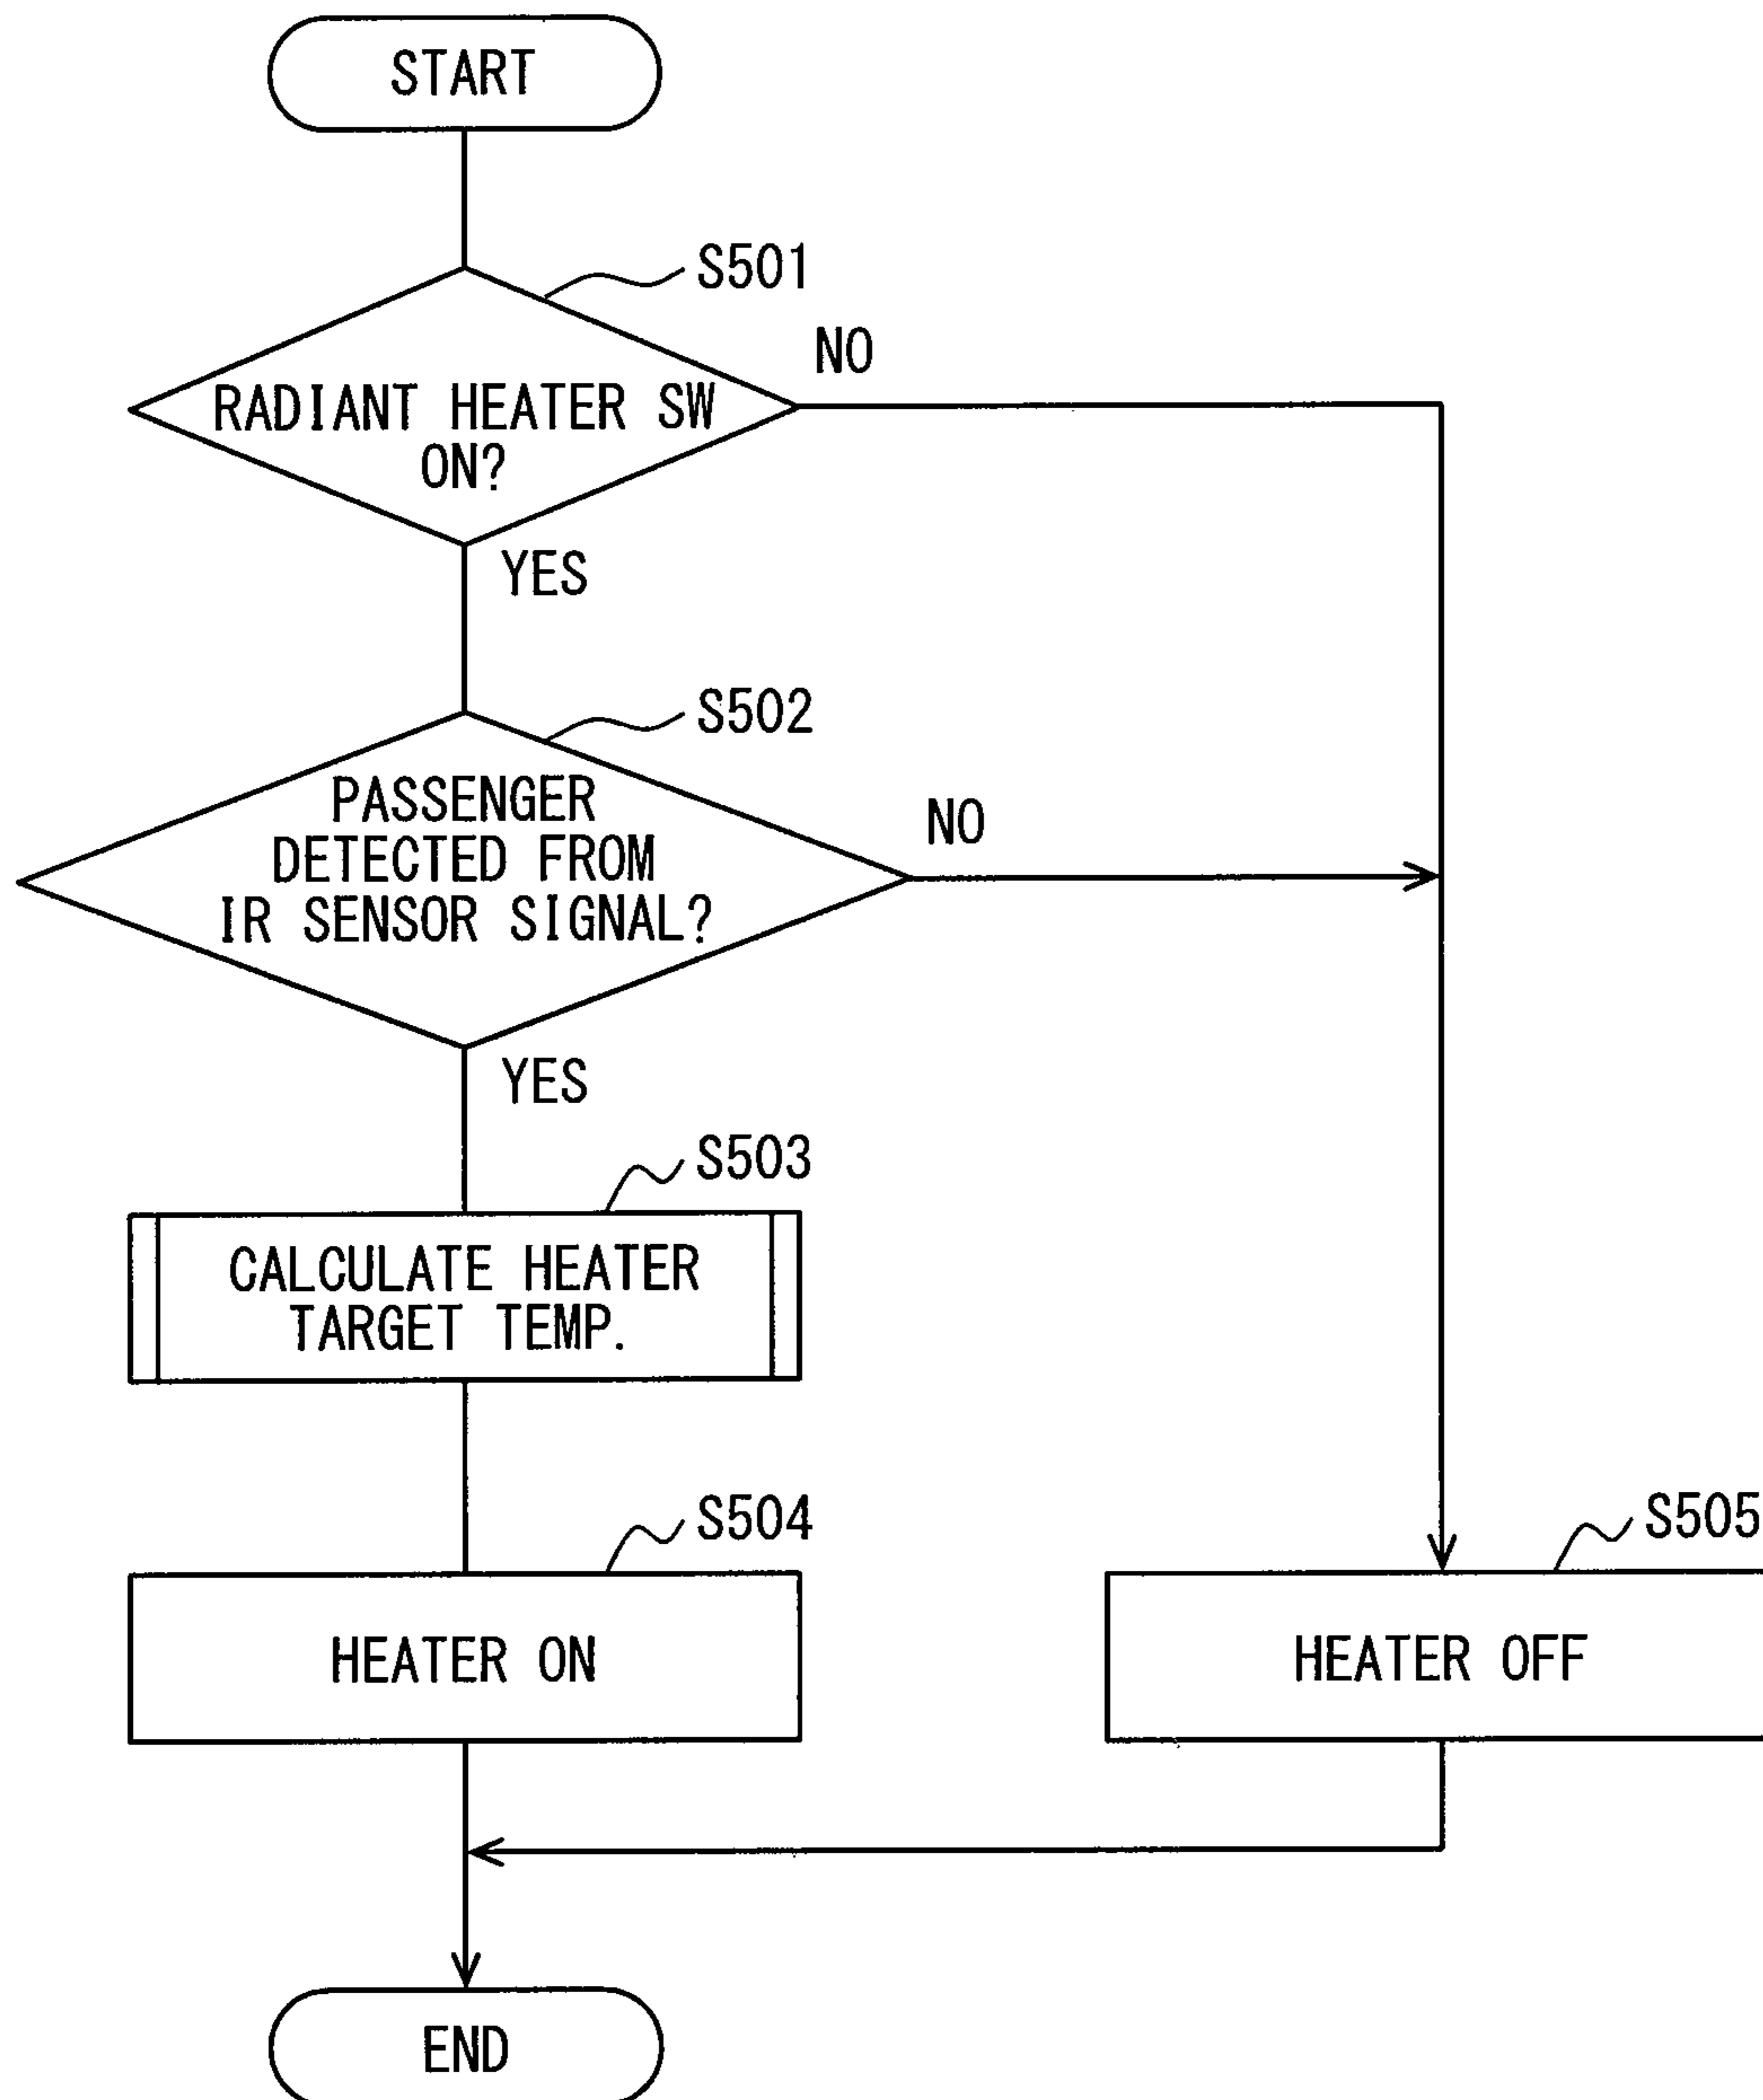 START
S501
NO
RADIANT HEATER SW
ON?
YES
S502
PASSENGER
DETECTED FROM
IR SENSOR SIGNAL?
NO
YES
S503
CALCULATE HEATER
TARGET TEMP.
S504
HEATER ON
S505
HEATER OFF
END